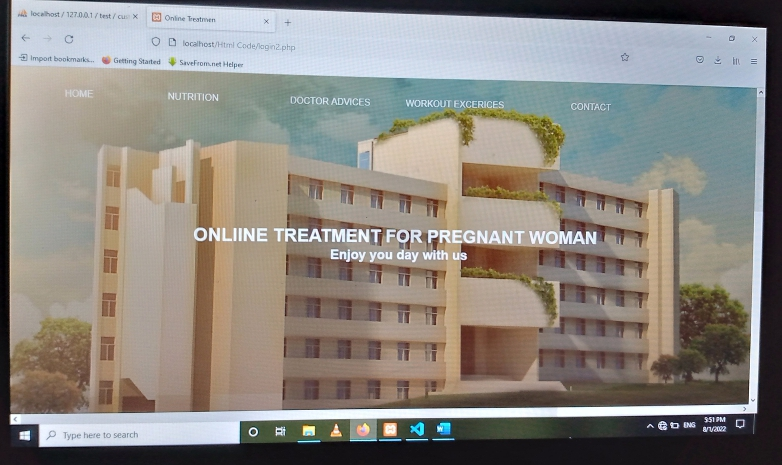 localhost / 127.0.0.1 / test / cus
Online Treatmen
localhost/Html Code/login2.php
Import bookmarks...
Getting Started
SaveFrom.net Helper
HOME
NUTRITION
DOCTOR ADVICES
WORKOUT EXCERICES
CONTACT
ONLIINE TREATMENT FOR PREGNANT WOMAN
Enjoy you day with us
Type here to search
ENG
3:51 PM
8/1/2022